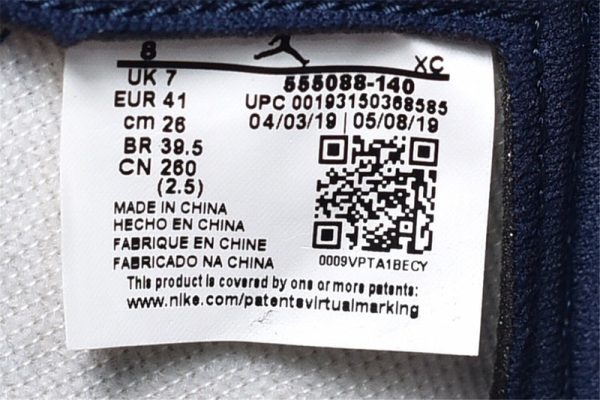 8 XC
UK 7
EUR 41
cm 26
BR 39.5
CN 260
(2.5)
555088-140
UPC 00193150368585
04/03/19 | 05/08/19
MADE IN CHINA
HECHO EN CHINA
FABRIQUE EN CHINE
FABRICADO NA CHINA
0009VPTA1BECY
This product is covered by one or more patents:
www.nike.com/patentsvirtualmarking